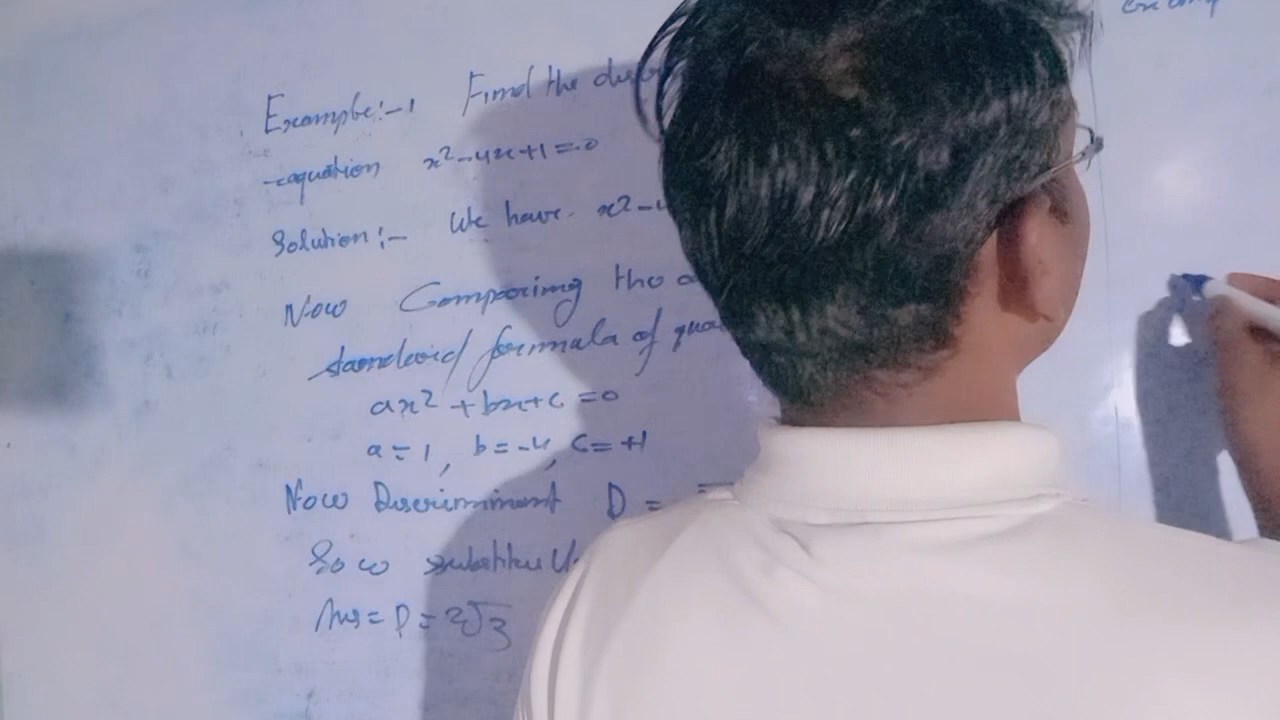 Example:-1 Find the
equation x²-4x+1=0
Solution:- We have x²-4
Now Comparing the
standard formula of qua
ax²+bx+c=0
a=1, b=-4, c=+1
Now Discriminant D =
So substitu
Ans= D=2√3